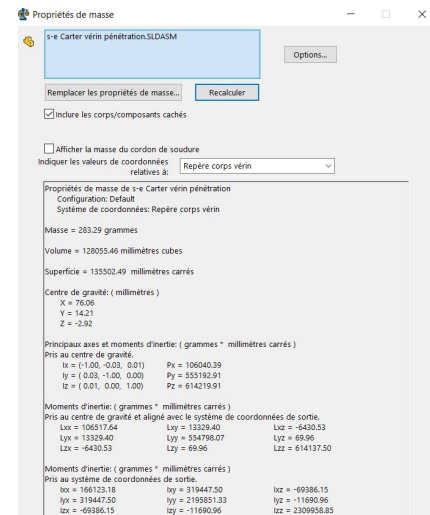 Propriétés de masse
s-e Carter vérin pénétration.SLDASM
Options...
Remplacer les propriétés de masse...
Recalculer
Inclure les corps/composants cachés
Afficher la masse du cordon de soudure
Indiquer les valeurs de coordonnées relatives à:
Repère corps vérin
Propriétés de masse de s-e Carter vérin pénétration
Configuration: Default
Systéme de coordonnées: Repère corps vérin
Masse = 283.29 grammes
Volume = 128055.46 millimètres cubes
Superficie = 135502.49 millimètres carrés
Centre de gravité: ( millimètres )
X = 76.06
Y = 14.21
Z = -2.92
Principaux axes et moments d'inertie: ( grammes * millimètres carrés )
Pris au centre de gravité.
Ix = (-1.00, -0.03, 0.01) Px = 106040.39
Iy = ( 0.03, -1.00, 0.00) Py = 555192.91
Iz = ( 0.01, 0.00, 1.00) Pz = 614219.91
Moments d'inertie: ( grammes * millimètres carrés )
Pris au centre de gravité et aligné avec le système de coordonnées de sortie.
Lxx = 106517.64 Lxy = 13329.40 Lxz = -6430.53
Lyx = 13329.40 Lyy = 554798.07 Lyz = 69.96
Lzx = -6430.53 Lzy = 69.96 Lzz = 614137.50
Moments d'inertie: ( grammes * millimètres carrés )
Pris au système de coordonnées de sortie.
Ixx = 166123.18 Ixy = 319447.50 Ixz = -69386.15
Iyx = 319447.50 Iyy = 2195851.33 Iyz = -11690.96
Izx = -69386.15 Izy = -11690.96 Izz = 2309958.85